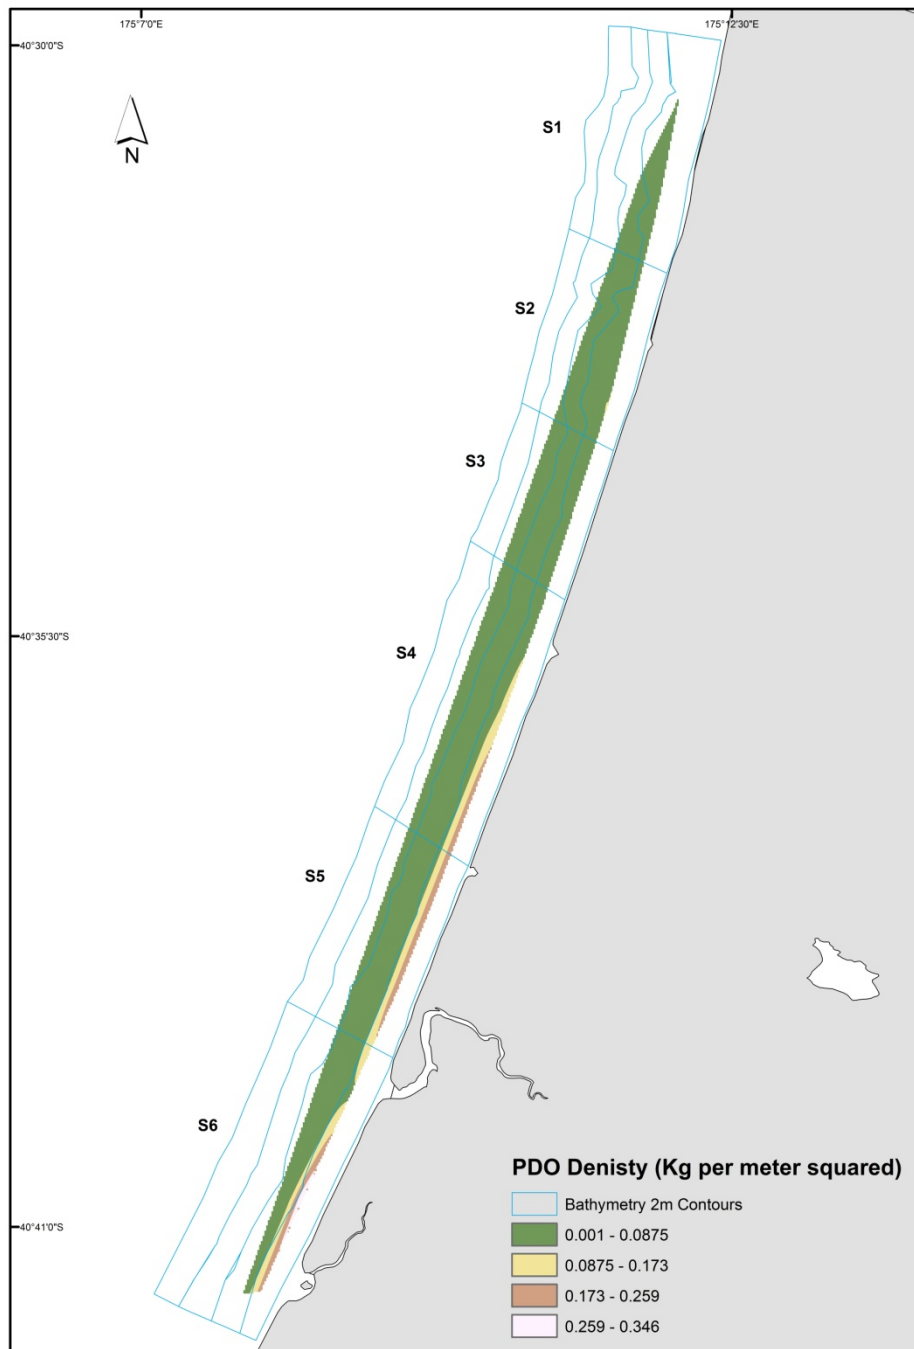 175°7'0"E
175°12'30"E
40°30'0"S
N
S1
S2
S3
40°35'30"S
S4
S5
S6
40°41'0"S
PDO Denisty (Kg per meter squared)
Bathymetry 2m Contours
0.001 - 0.0875
0.0875 - 0.173
0.173 - 0.259
0.259 - 0.346